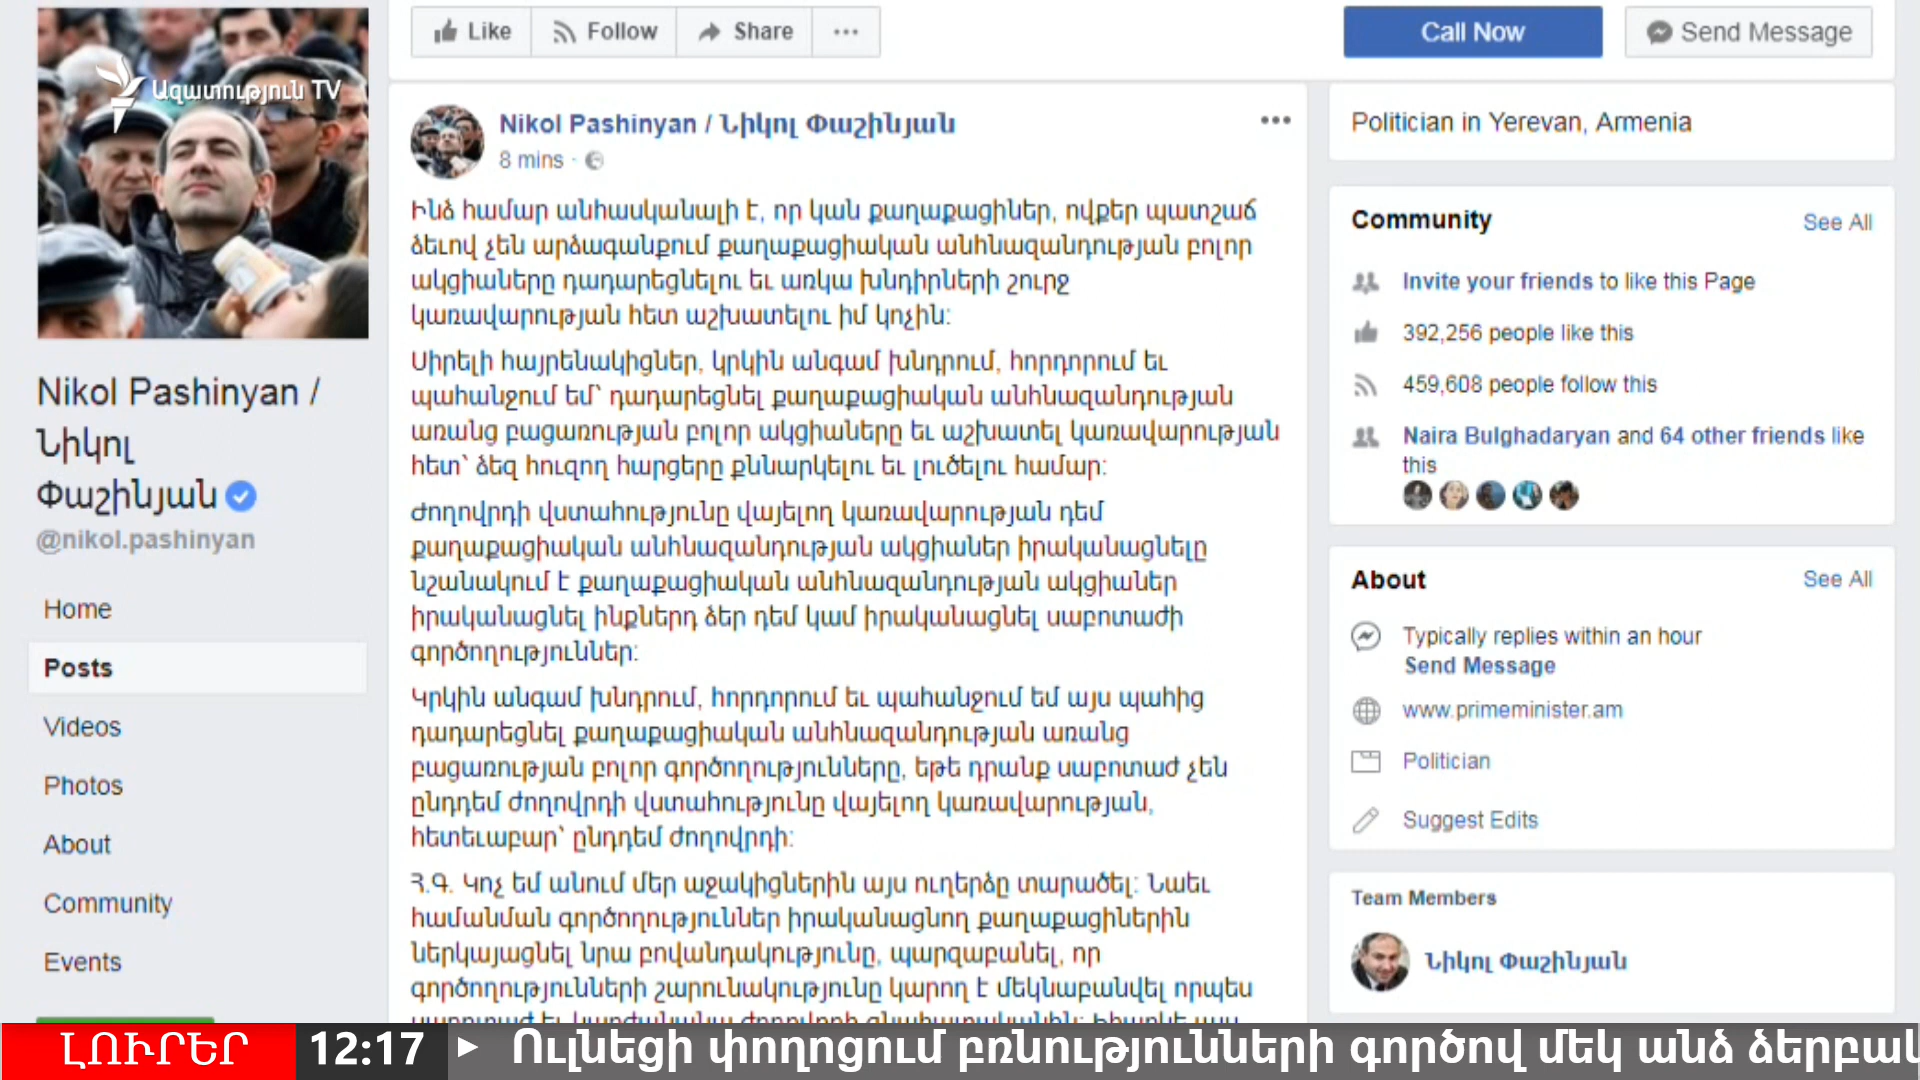 Ազատություն TV
Nikol Pashinyan /
Նիկոլ
Փաշինյան
@nikol.pashinyan
Home
Posts
Videos
Photos
About
Community
Events
Like
Follow
Share
Call Now
Send Message
Nikol Pashinyan / Նիկոլ Փաշինյան
8 mins
Ինձ համար անհասկանալի է, որ կան քաղաքացիներ, ովքեր պատշաճ
ձեւով չեն արձագանքում քաղաքացիական անհնազանդության բոլոր
ակցիաները դադարեցնելու եւ առկա խնդիրների շուրջ
կառավարության հետ աշխատելու իմ կոչին:
Սիրելի հայրենակիցներ, կրկին անգամ խնդրում, հորդորում եւ
պահանջում եմ՝ դադարեցնել քաղաքացիական անհնազանդության
առանց բացառության բոլոր ակցիաները եւ աշխատել կառավարության
հետ՝ ձեզ հուզող հարցերը քննարկելու եւ լուծելու համար:
Ժողովրդի վստահությունը վայելող կառավարության դեմ
քաղաքացիական անհնազանդության ակցիաներ իրականացնելը
նշանակում է քաղաքացիական անհնազանդության ակցիաներ
իրականացնել ինքներդ ձեր դեմ կամ իրականացնել սաբոտաժի
գործողություններ:
Կրկին անգամ խնդրում, հորդորում եւ պահանջում եմ այս պահից
դադարեցնել քաղաքացիական անհնազանդության առանց
բացառության բոլոր գործողությունները, եթե դրանք սաբոտաժ չեն
ընդդեմ ժողովրդի վստահությունը վայելող կառավարության,
հետեւաբար՝ ընդդեմ ժողովրդի:
Հ.Գ. Կոչ եմ անում մեր աջակիցներին այս ուղերձը տարածել: Նաեւ
համանման գործողություններ իրականացնող քաղաքացիներին
ներկայացնել նրա բովանդակությունը, պարզաբանել, որ
գործողությունների շարունակությունը կարող է մեկնաբանվել որպես
Politician in Yerevan, Armenia
Community
See All
Invite your friends to like this Page
392,256 people like this
459,608 people follow this
Naira Bulghadaryan and 64 other friends like
this
About
See All
Typically replies within an hour
Send Message
www.primeminister.am
Politician
Suggest Edits
Team Members
Նիկոլ Փաշինյան
ԼՈՒՐԵՐ 12:17 Ուլնեցի փողոցում բռնությունների գործով մեկ անձ ձերբակ